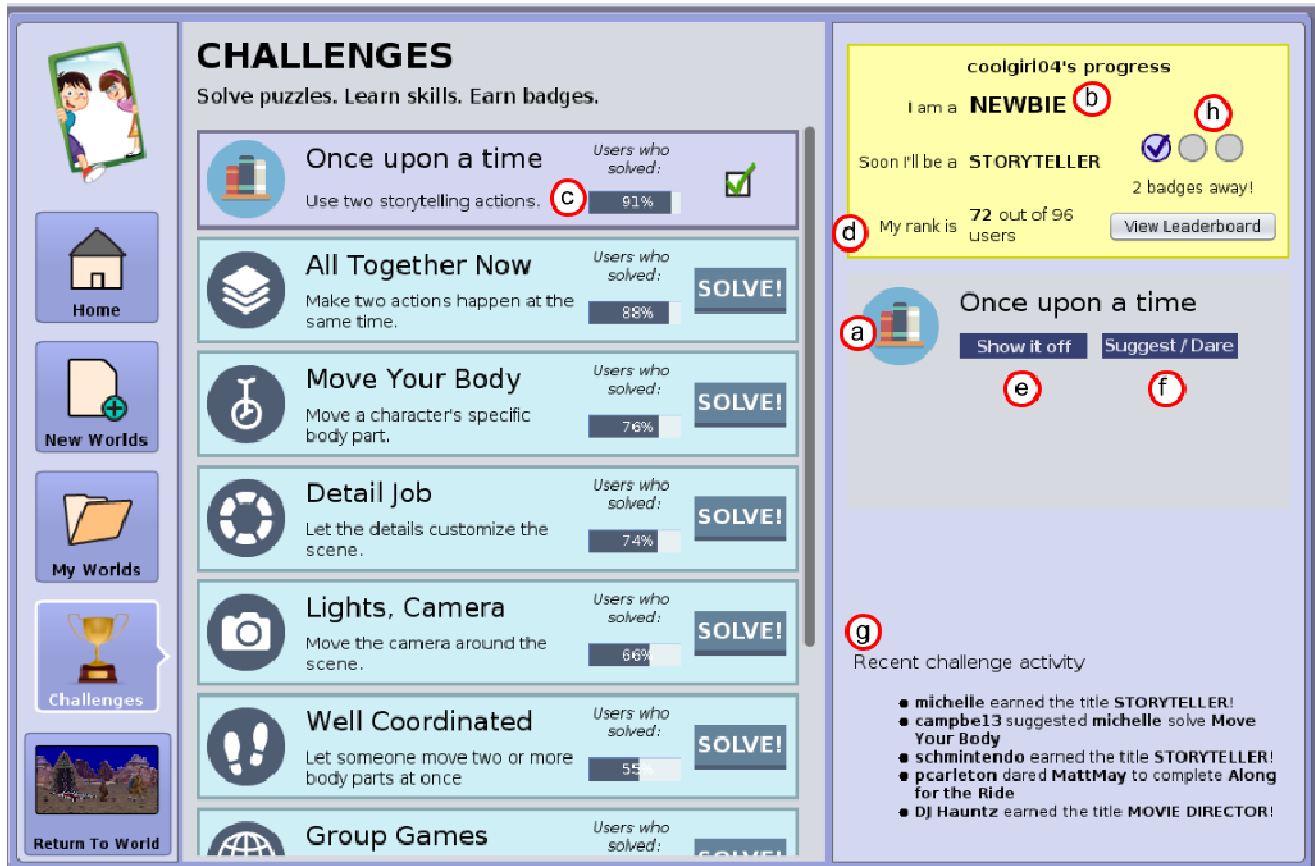 CHALLENGES
Solve puzzles. Learn skills. Earn badges.
Once upon a time
Use two storytelling actions.
c
Users who
solved:
91%
All Together Now
Make two actions happen at the
same time.
Users who
solved:
88%
SOLVE!
Move Your Body
Move a character's specific
body part.
Users who
solved:
76%
SOLVE!
Detail Job
Let the details customize the
scene.
Users who
solved:
74%
SOLVE!
Lights, Camera
Move the camera around the
scene.
Users who
solved:
66%
SOLVE!
Well Coordinated
Let someone move two or more
body parts at once
Users who
solved:
55%
SOLVE!
Group Games
Users who
solved:
SOLVE!
Home
New Worlds
My Worlds
Challenges
Return To World
coolgirl04's progress
I am a NEWBIE b
h
Soon I'll be a STORYTELLER
2 badges away!
d
My rank is 72 out of 96
users
View Leaderboard
a
Once upon a time
Show it off
Suggest / Dare
e
f
g
Recent challenge activity
michelle earned the title STORYTELLER!
campbe13 suggested michelle solve Move
Your Body
schmintendo earned the title STORYTELLER!
pcarleton dared MattMay to complete Along
for the Ride
DJ Hauntz earned the title MOVIE DIRECTOR!